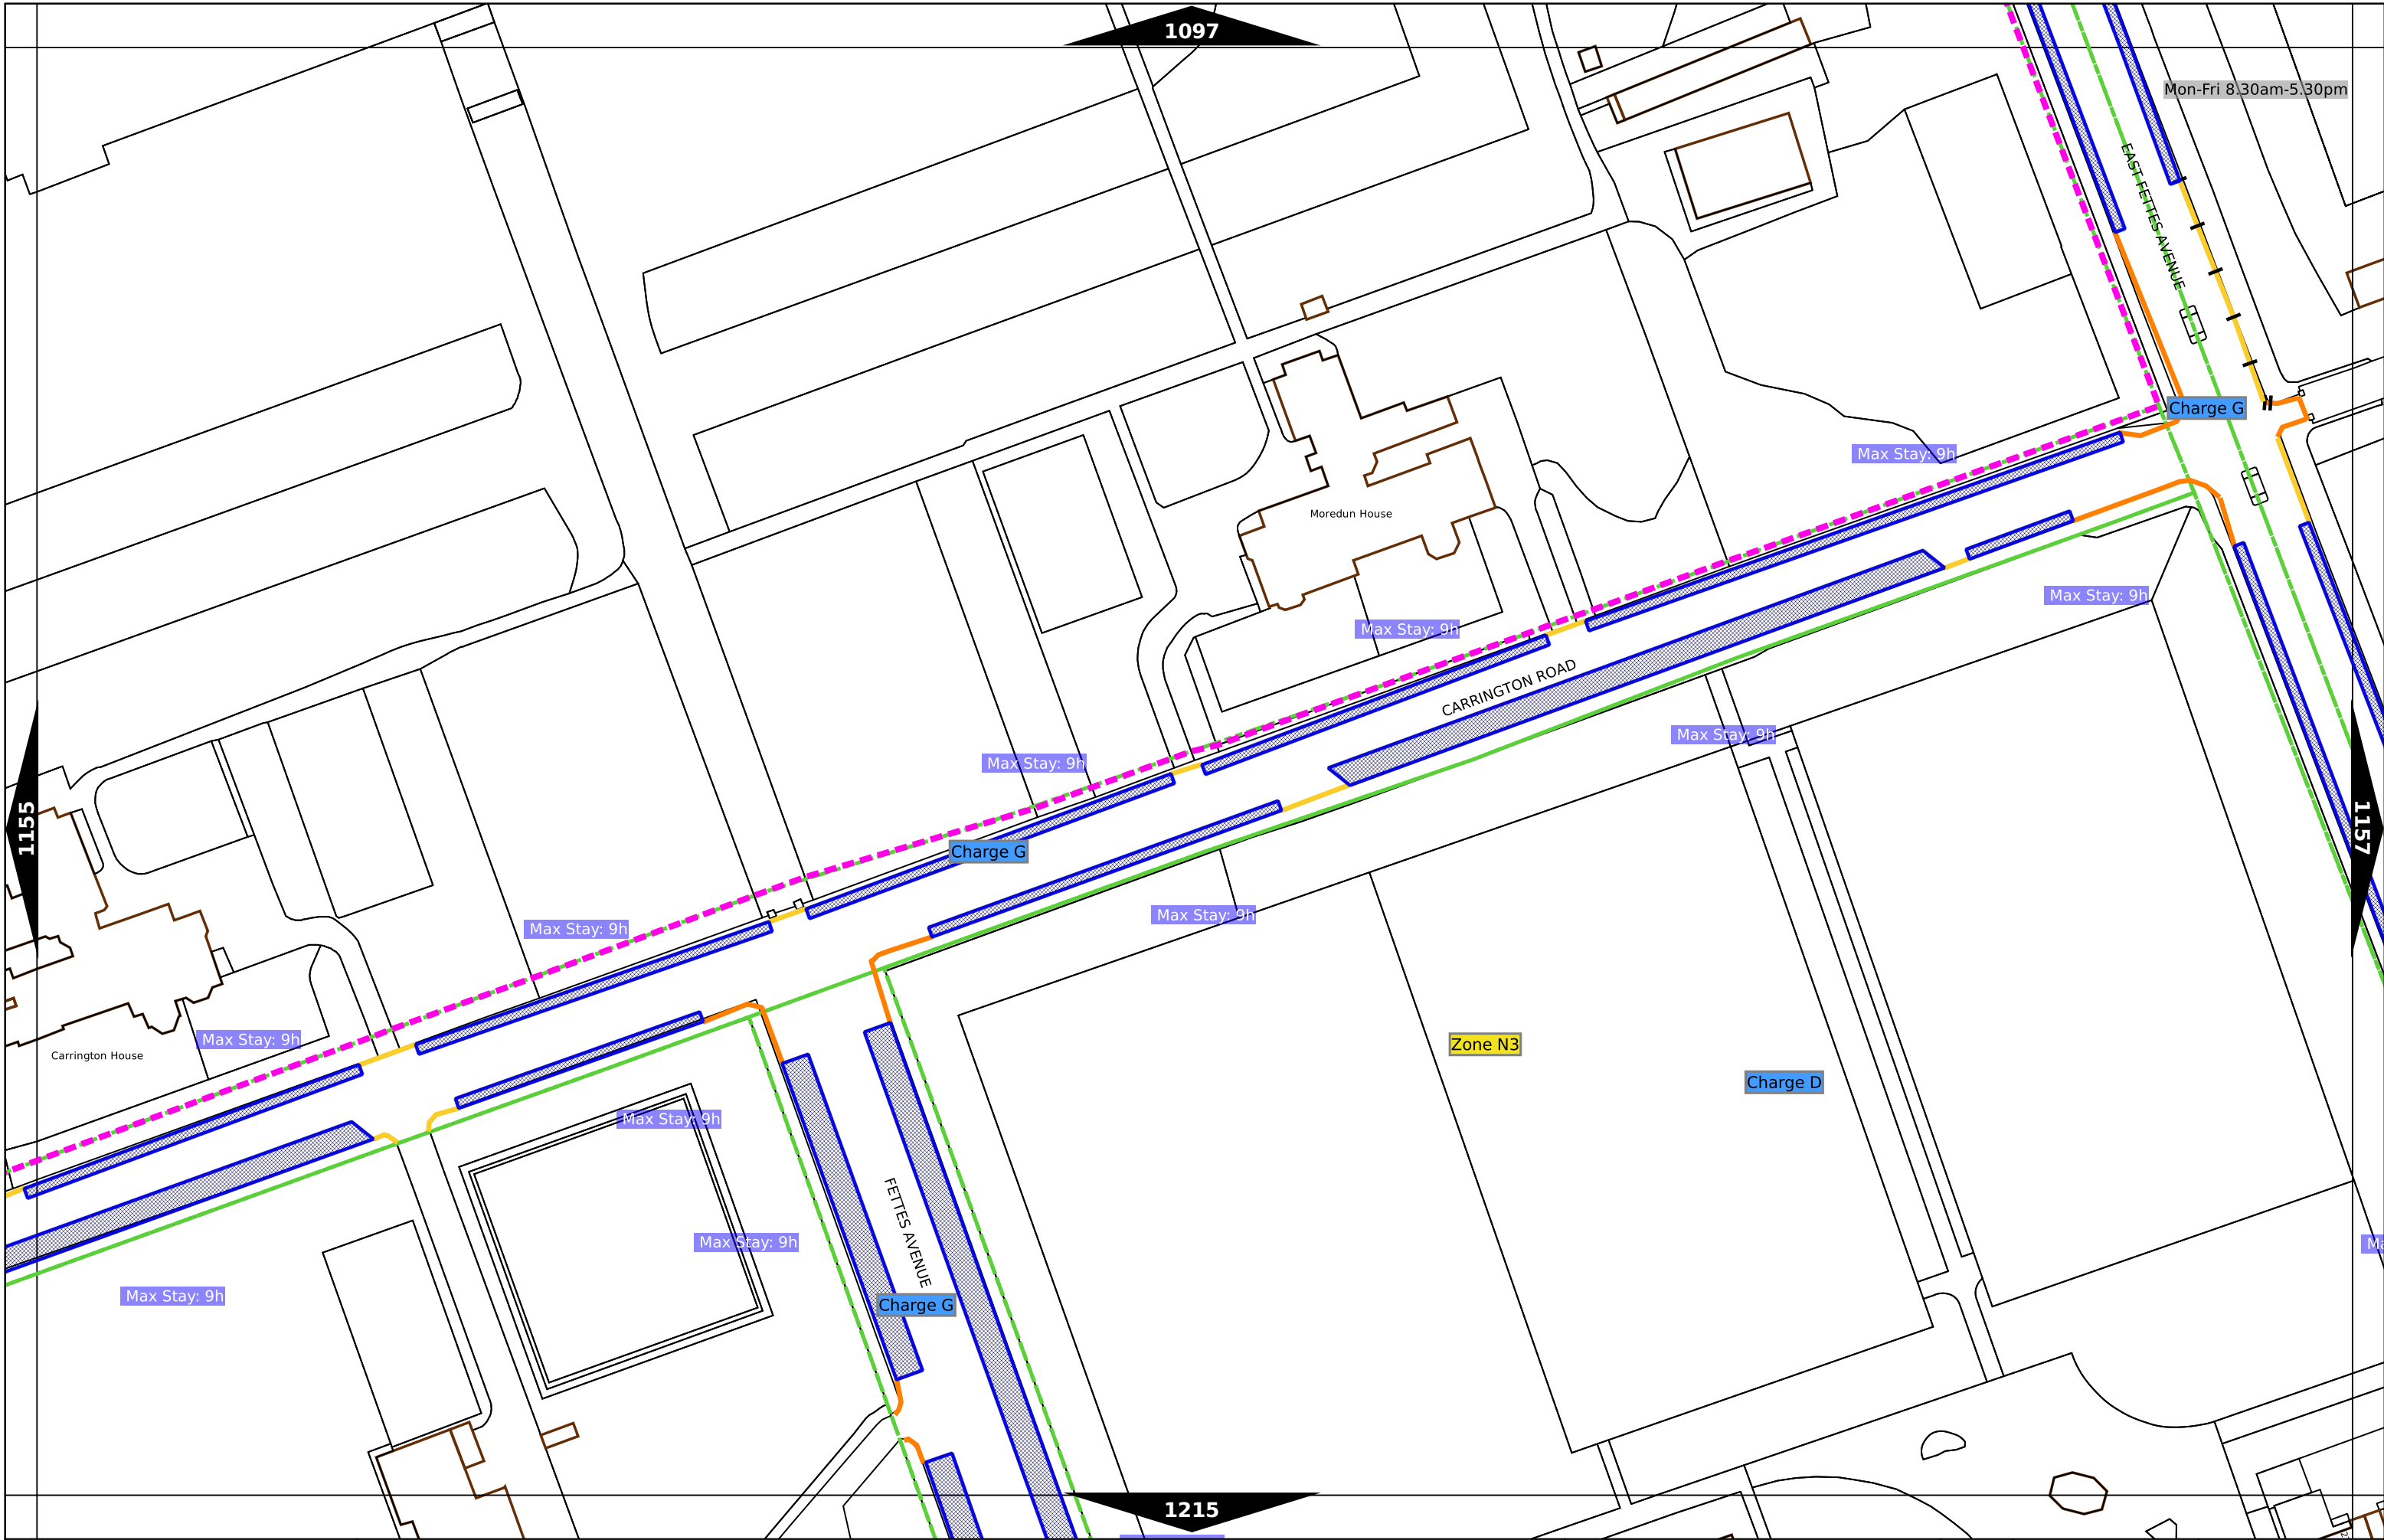 1097
Mon-Fri 8.30am-5.30pm
EAST FETTES AVENUE
Charge G
Max Stay: 9h
Moredun House
Max Stay: 9h
Max Stay: 9h
CARRINGTON ROAD
Max Stay: 9h
Max Stay: 9h
1155
1157
Charge G
Max Stay: 9h
Max Stay: 9h
Max Stay: 9h
Zone N3
Carrington House
Charge D
Max Stay: 9h
FETTES AVENUE
Max Stay: 9h
Max Stay: 9h
Charge G
1215